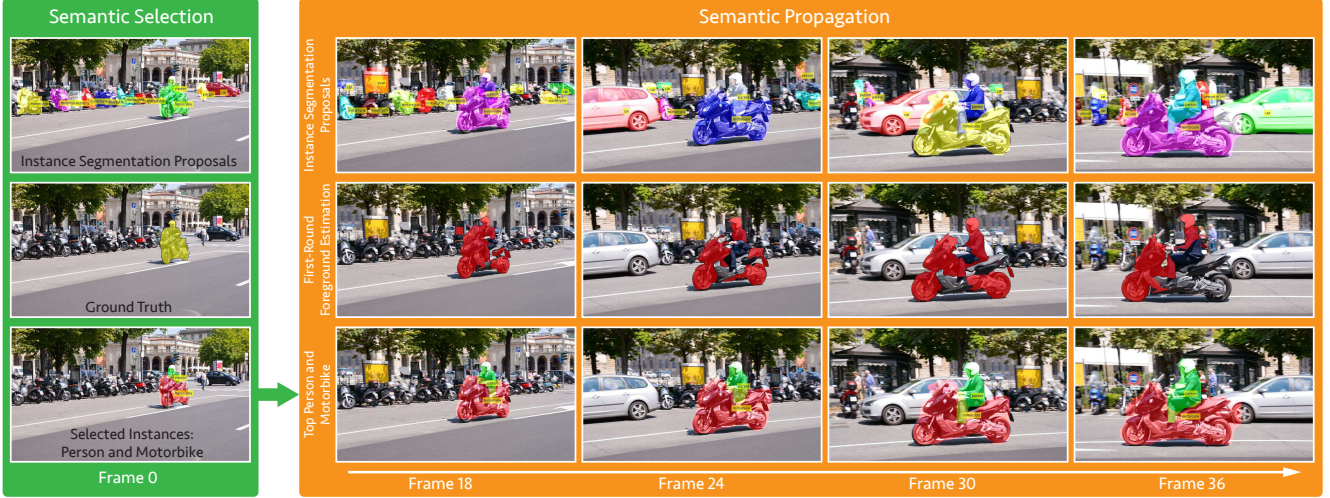 Semantic Selection
Instance Segmentation Proposals
Ground Truth
Selected Instances:
Person and Motorbike
Frame 0
Semantic Propagation
Instance Segmentation
Proposals
First-Round
Foreground Estimation
Top Person and
Motorbike
Frame 18
Frame 24
Frame 30
Frame 36